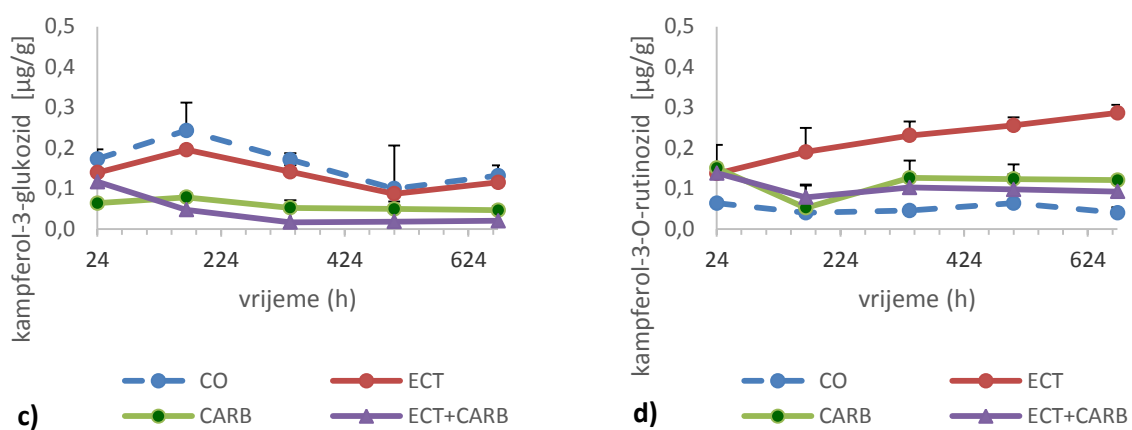 kampferol-3-glukozid [µg/g]
0,5
0,4
0,3
0,2
0,1
0,0
24 224 424 624
vrijeme (h)
CO ECT
CARB ECT+CARB
c)
kampferol-3-O-rutinozid [µg/g]
0,5
0,4
0,3
0,2
0,1
0,0
24 224 424 624
vrijeme (h)
CO ECT
CARB ECT+CARB
d)